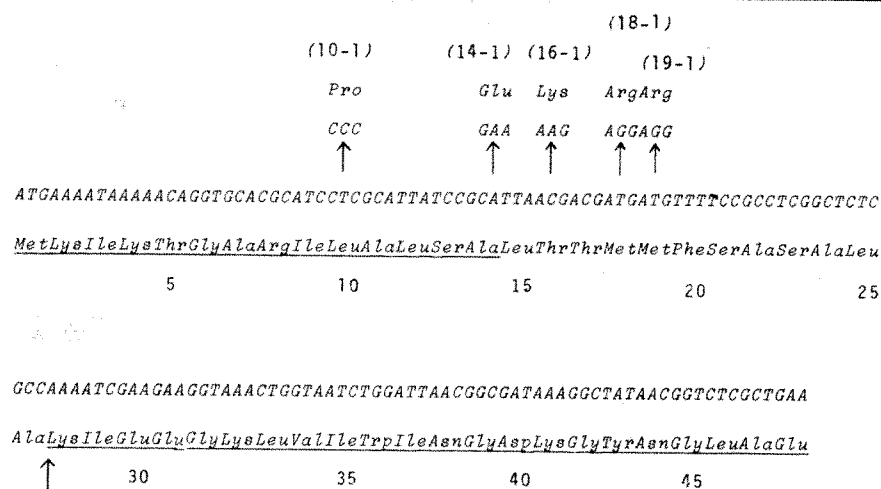 (18-1)
(10-1) (14-1) (16-1) (19-1)
Pro Glu Lys ArgArg
CCC GAA AAG AGGAGG
ATGAAAATAAAAACAGGTGCACGCATCCTCGCATTATCCGCATTAACGACGATGATGTTTTCCGCCTCGGCTCTC
MetLysIleLysThrGlyAlaArgIleLeuAlaLeuSerAlaLeuThrThrMetMetPheSerAlaSerAlaLeu
5 10 15 20 25
GCCAAAATCGAAGAAGGTAAACTGGTAATCTGGATTAACGGCGATAAAGGCTATAACGGTCTCGCTGAA
AlaLysIleGluGluGlyLysLeuValIleTrpIleAsnGlyAspLysGlyTyrAsnGlyLeuAlaGlu
30 35 40 45